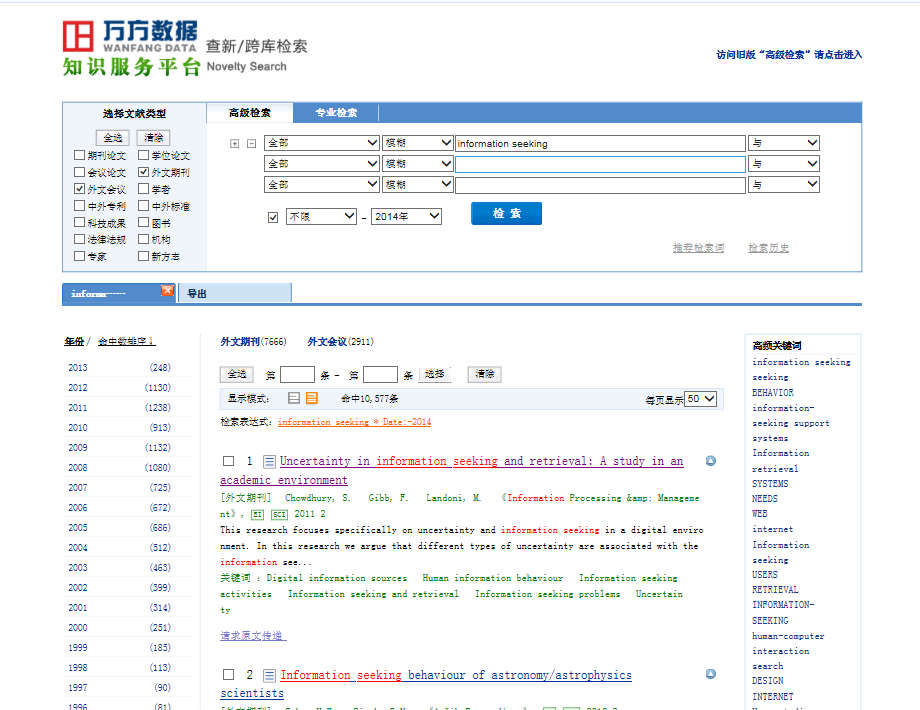 万方数据
WANFANG DATA
知识服务平台
查新/跨库检索
Novelty Search
访问旧版“高级检索”请点击进入
选择文献类型
全选 清除
期刊论文 学位论文
会议论文 外文期刊
外文会议 学者
中外专利 中外标准
科技成果 图书
法律法规 机构
专家 新方志
高级检索 专业检索
全部 模糊 information seeking 与
全部 模糊 与
全部 模糊 与
不限 - 2014年 检索
推荐检索词 检索历史
informa------ 导出
年份 / 命中数排序↓
2013 (248)
2012 (1130)
2011 (1238)
2010 (913)
2009 (1132)
2008 (1080)
2007 (725)
2006 (672)
2005 (686)
2004 (512)
2003 (463)
2002 (399)
2001 (314)
2000 (251)
1999 (185)
1998 (113)
1997 (90)
1996 (81)
外文期刊(7666) 外文会议(2911)
全选 第 条 - 第 条 选择 清除
显示模式: 命中10,577条 每页显示 50
检索表达式: information seeking * Date:-2014
1 Uncertainty in information seeking and retrieval: A study in an
academic environment
[外文期刊] Chowdhury, S. Gibb, F. Landoni, M. 《Information Processing &amp; Manageme
nt》, EI SCI 2011 2
This research focuses specifically on uncertainty and information seeking in a digital enviro
nment. In this research we argue that different types of uncertainty are associated with the
information see...
关键词 : Digital information sources Human information behaviour Information seeking
activities Information seeking and retrieval Information seeking problems Uncertain
ty
请求原文传递
2 Information seeking behaviour of astronomy/astrophysics
scientists
高频关键词
information seeking
seeking
BEHAVIOR
information-
seeking support
systems
Information
retrieval
SYSTEMS
NEEDS
WEB
internet
Information
seeking
USERS
RETRIEVAL
INFORMATION-
SEEKING
human-computer
interaction
search
DESIGN
INTERNET